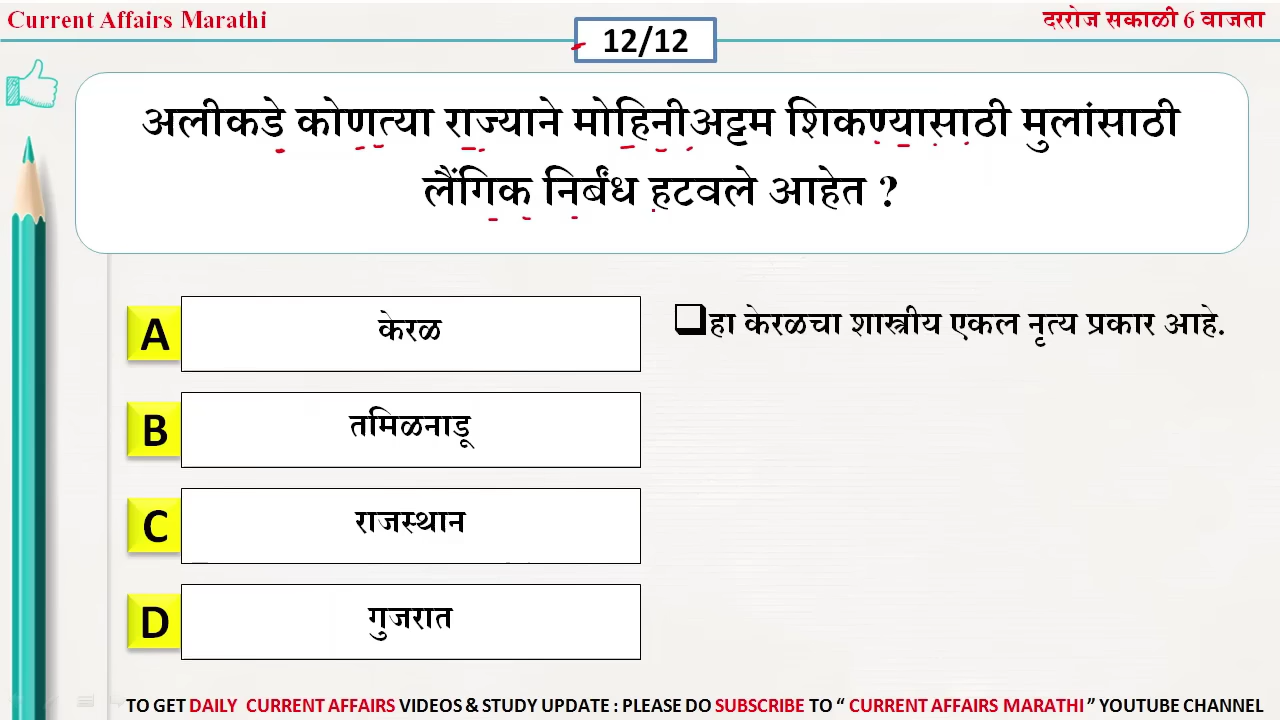 Current Affairs Marathi
दररोज सकाळी 6 वाजता
12/12
अलीकडे कोणत्या राज्याने मोहिनीअट्टम शिकण्यासाठी मुलांसाठी
लैंगिक निर्बंध हटवले आहेत ?
A केरळ
❑हा केरळचा शास्त्रीय एकल नृत्य प्रकार आहे.
B तमिळनाडू
C राजस्थान
D गुजरात
TO GET DAILY CURRENT AFFAIRS VIDEOS & STUDY UPDATE : PLEASE DO SUBSCRIBE TO “ CURRENT AFFAIRS MARATHI ” YOUTUBE CHANNEL